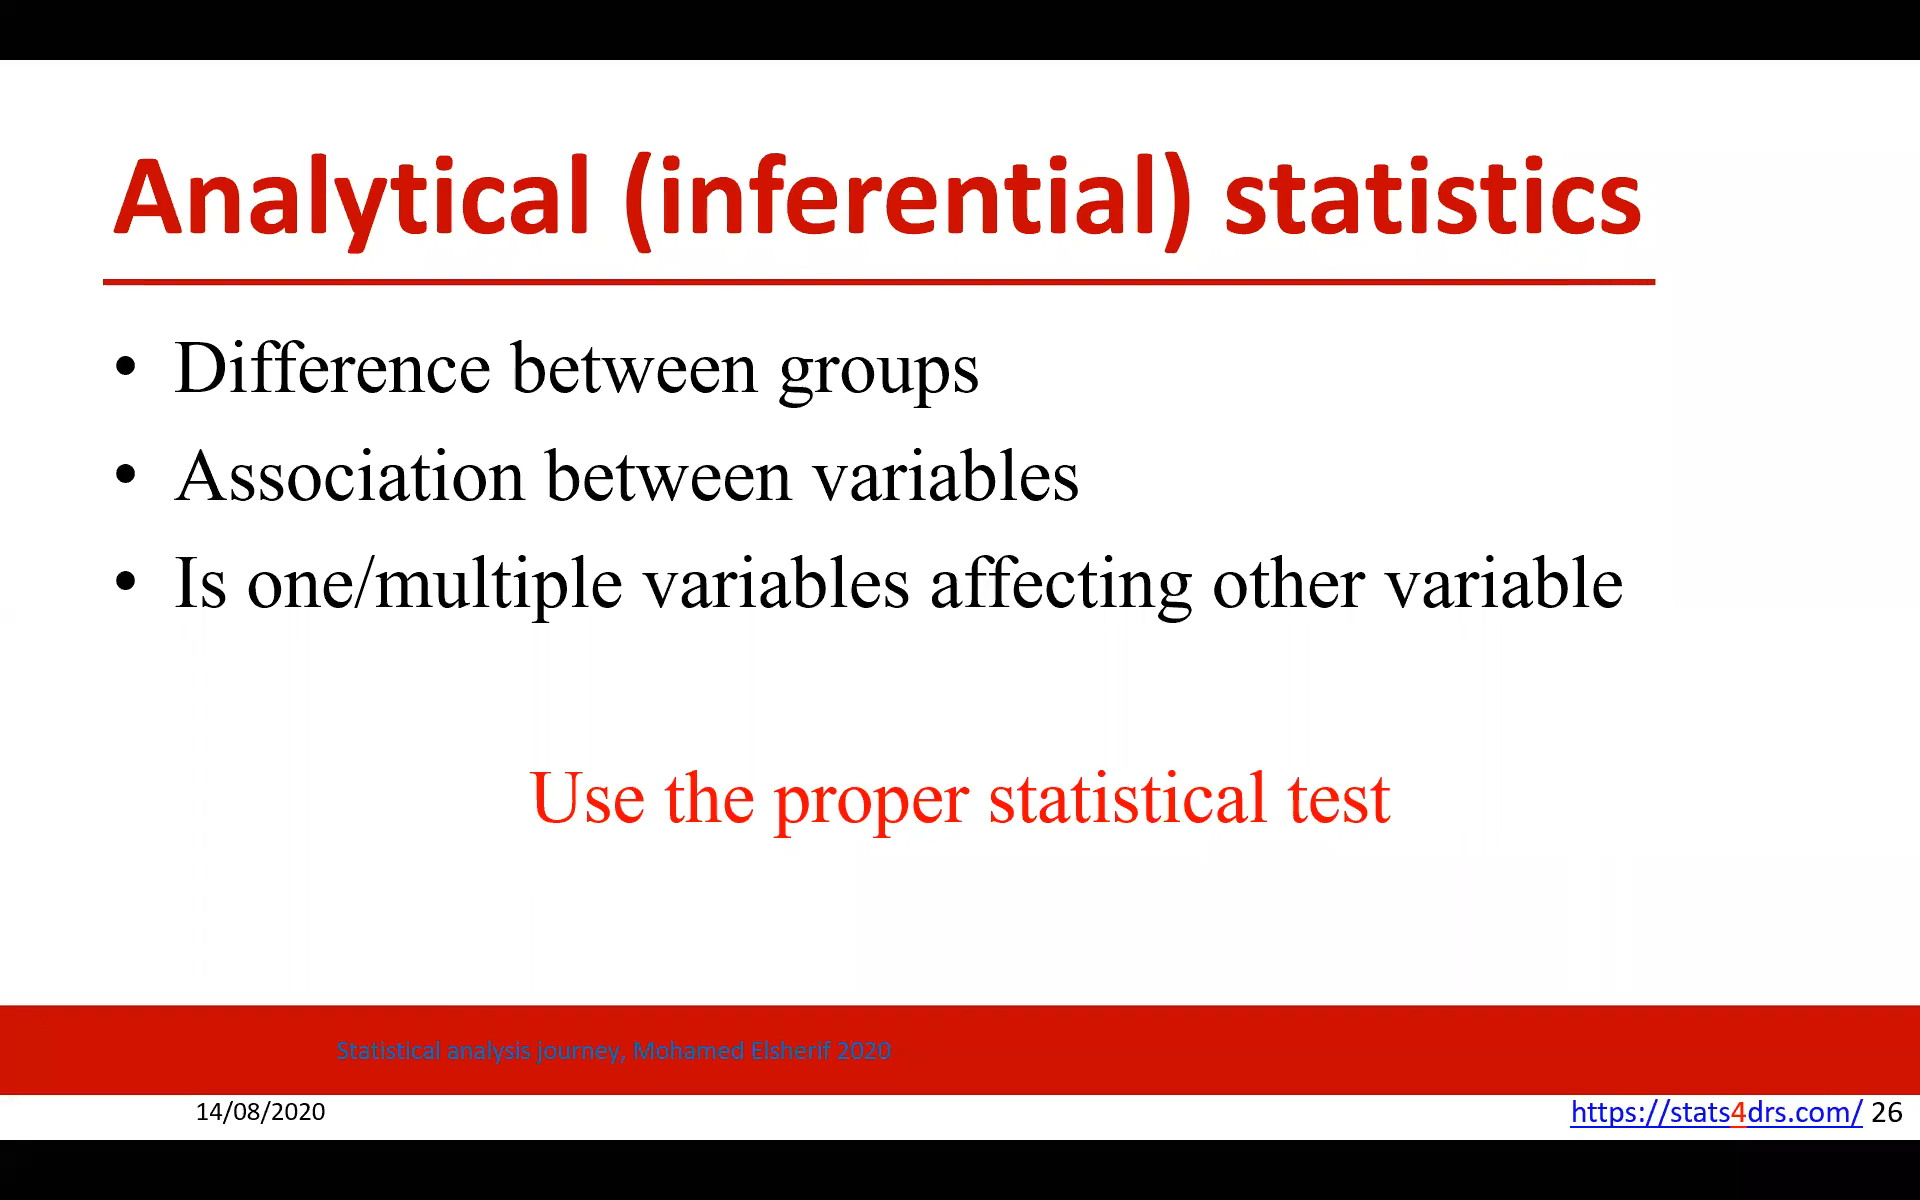 Analytical (inferential) statistics
• Difference between groups
• Association between variables
• Is one/multiple variables affecting other variable
Use the proper statistical test
Statistical analysis journey, Mohamed Elsherif 2020
14/08/2020
https://stats4drs.com/ 26